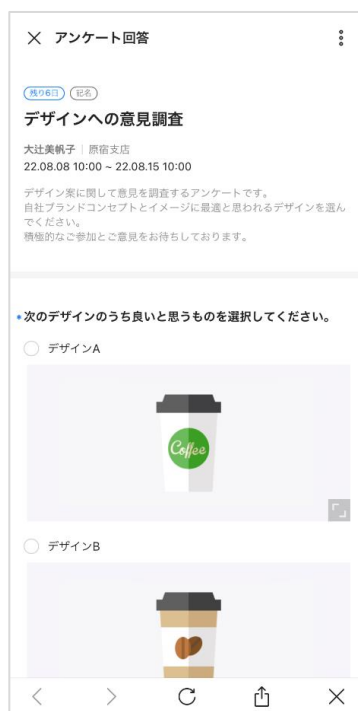 アンケート回答
残り6日 記名
デザインへの意見調査
大辻美帆子 | 原宿支店
22.08.08 10:00 ~ 22.08.15 10:00
デザイン案に関して意見を調査するアンケートです。
自社ブランドコンセプトとイメージに最適と思われるデザインを選ん
でください。
積極的なご参加とご意見をお待ちしております。
次のデザインのうち良いと思うものを選択してください。
デザインA
Coffee
デザインB